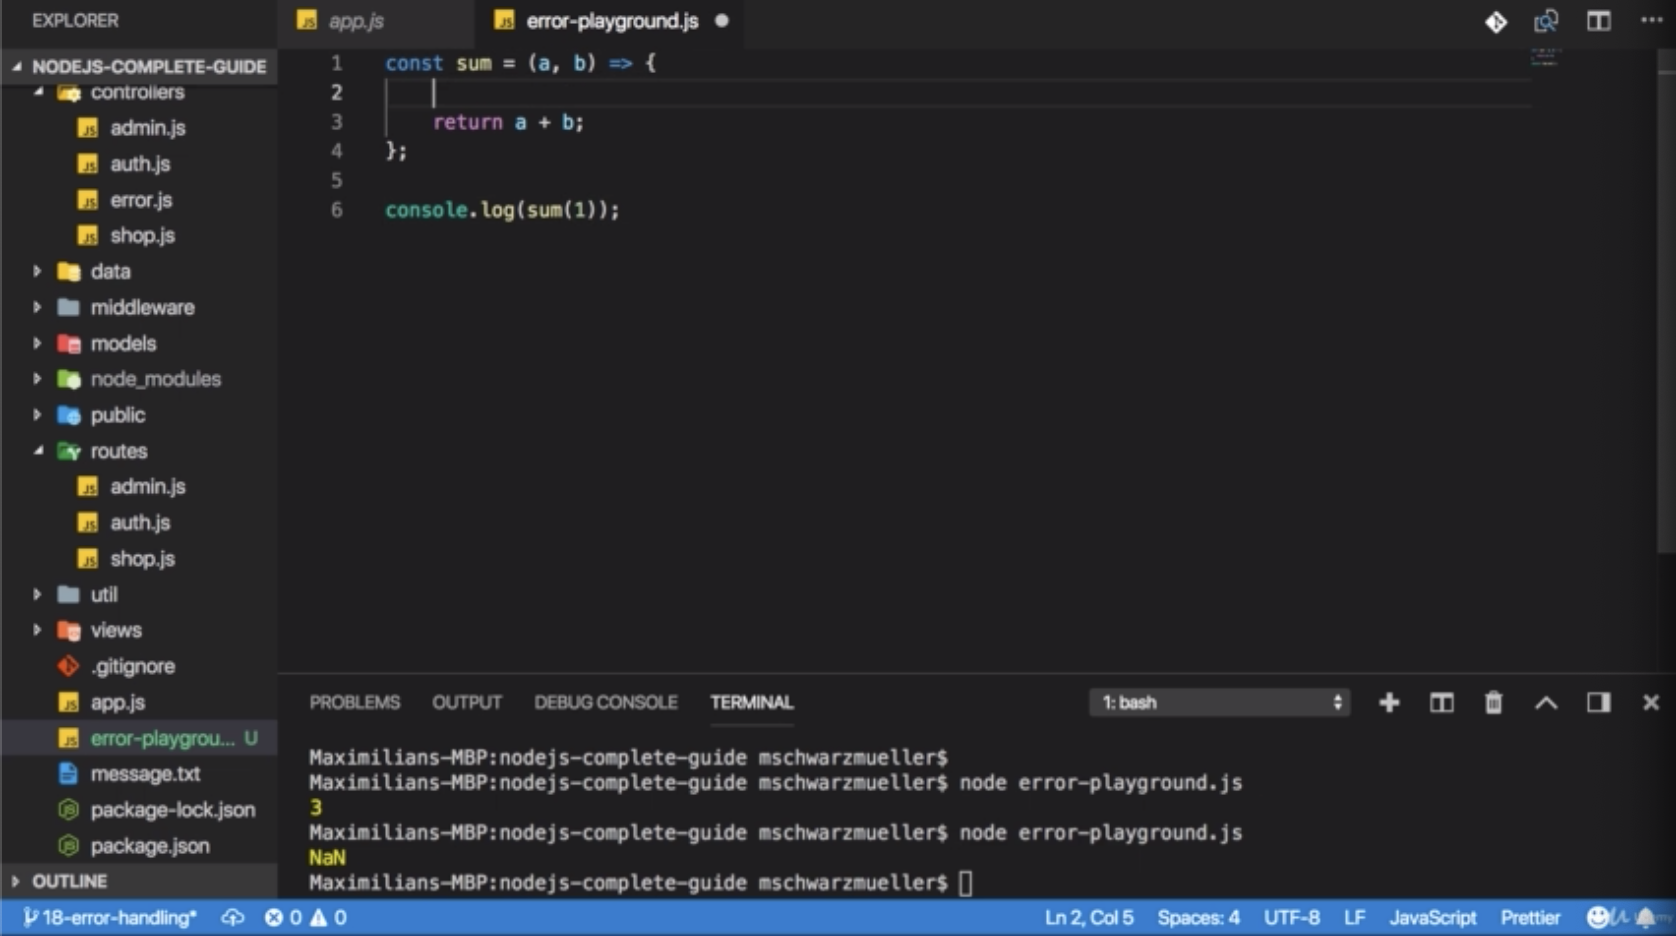 EXPLORER
app.js
error-playground.js
NODEJS-COMPLETE-GUIDE
controllers
admin.js
auth.js
error.js
shop.js
data
middleware
models
node_modules
public
routes
admin.js
auth.js
shop.js
util
views
.gitignore
app.js
error-playgrou... U
message.txt
package-lock.json
package.json
OUTLINE
1 const sum = (a, b) => {
2
3 return a + b;
4 };
5
6 console.log(sum(1));
PROBLEMS OUTPUT DEBUG CONSOLE TERMINAL 1: bash
Maximilians-MBP:nodejs-complete-guide mschwarzmueller$
Maximilians-MBP:nodejs-complete-guide mschwarzmueller$ node error-playground.js
3
Maximilians-MBP:nodejs-complete-guide mschwarzmueller$ node error-playground.js
NaN
Maximilians-MBP:nodejs-complete-guide mschwarzmueller$
18-error-handling* 0 0 Ln 2, Col 5 Spaces: 4 UTF-8 LF JavaScript Prettier